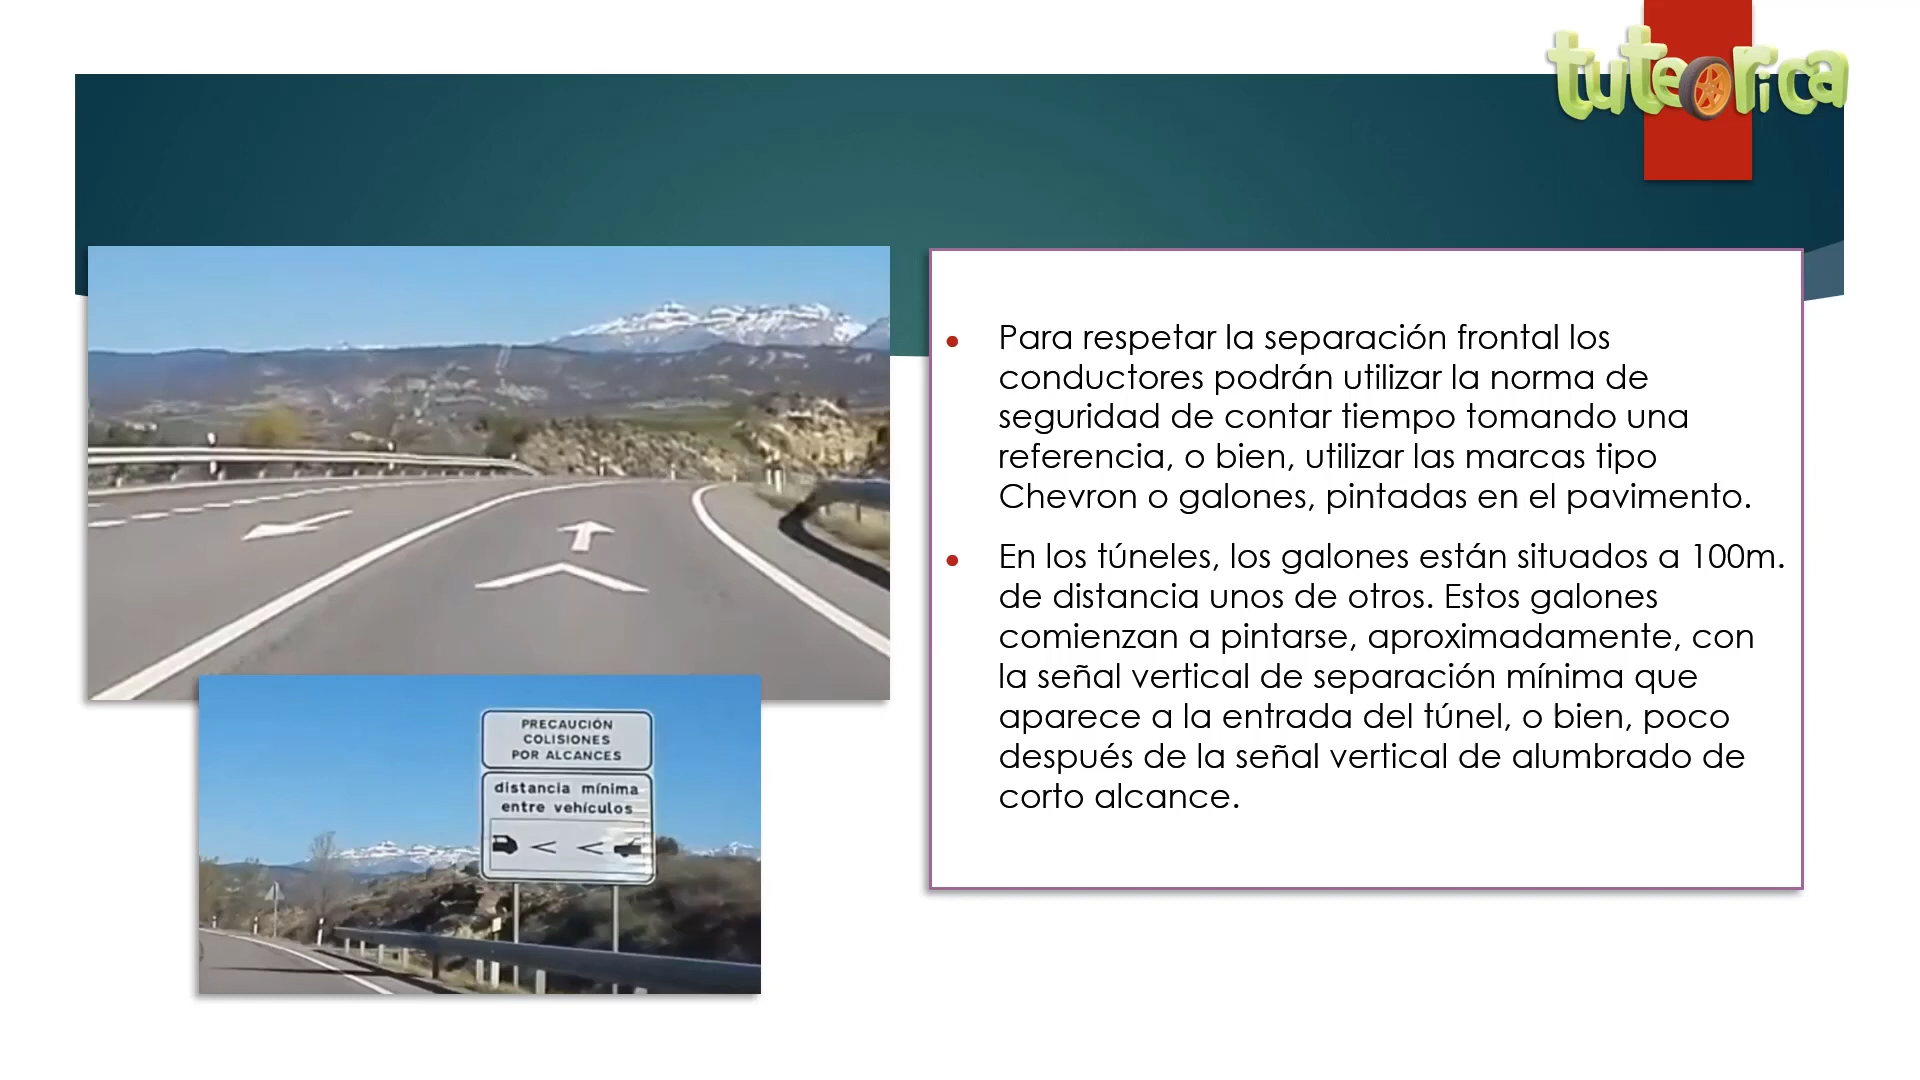 tuteorica
Para respetar la separación frontal los
conductores podrán utilizar la norma de
seguridad de contar tiempo tomando una
referencia, o bien, utilizar las marcas tipo
Chevron o galones, pintadas en el pavimento.
En los túneles, los galones están situados a 100m.
de distancia unos de otros. Estos galones
comienzan a pintarse, aproximadamente, con
la señal vertical de separación mínima que
aparece a la entrada del túnel, o bien, poco
después de la señal vertical de alumbrado de
corto alcance.
PRECAUCIÓN
COLISIONES
POR ALCANCES
distancia mínima
entre vehículos